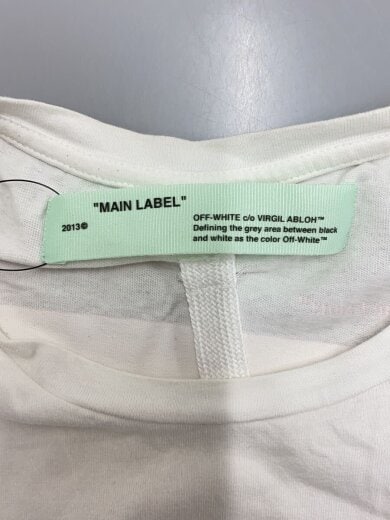 "MAIN LABEL"
2013©
OFF-WHITE c/o VIRGIL ABLOH™
Defining the grey area between black
and white as the color Off-White™